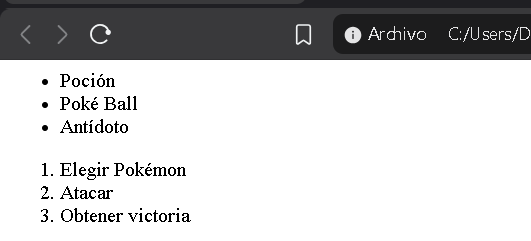 Archivo C:/Users/D
• Poción
• Poké Ball
• Antídoto
1. Elegir Pokémon
2. Atacar
3. Obtener victoria